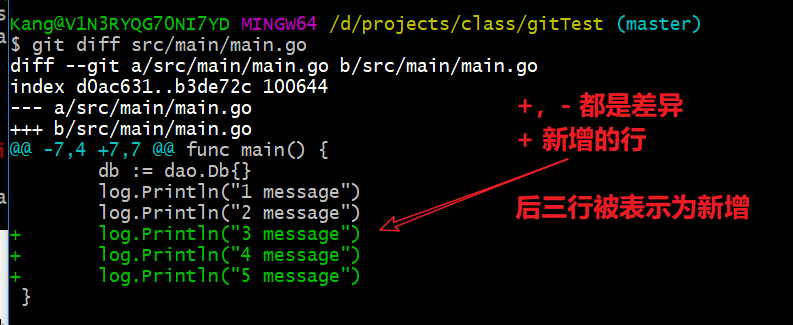 Kang@V1N3RYQG7ONI7YD MINGW64 /d/projects/class/gitTest (master)
$ git diff src/main/main.go
diff --git a/src/main/main.go b/src/main/main.go
index d0ac631..b3de72c 100644
--- a/src/main/main.go
+++ b/src/main/main.go
+，- 都是差异
+ 新增的行
@@ -7,4 +7,7 @@ func main() {
db := dao.Db{}
log.Println("1 message")
log.Println("2 message")
后三行被表示为新增
+ log.Println("3 message")
+ log.Println("4 message")
+ log.Println("5 message")
}